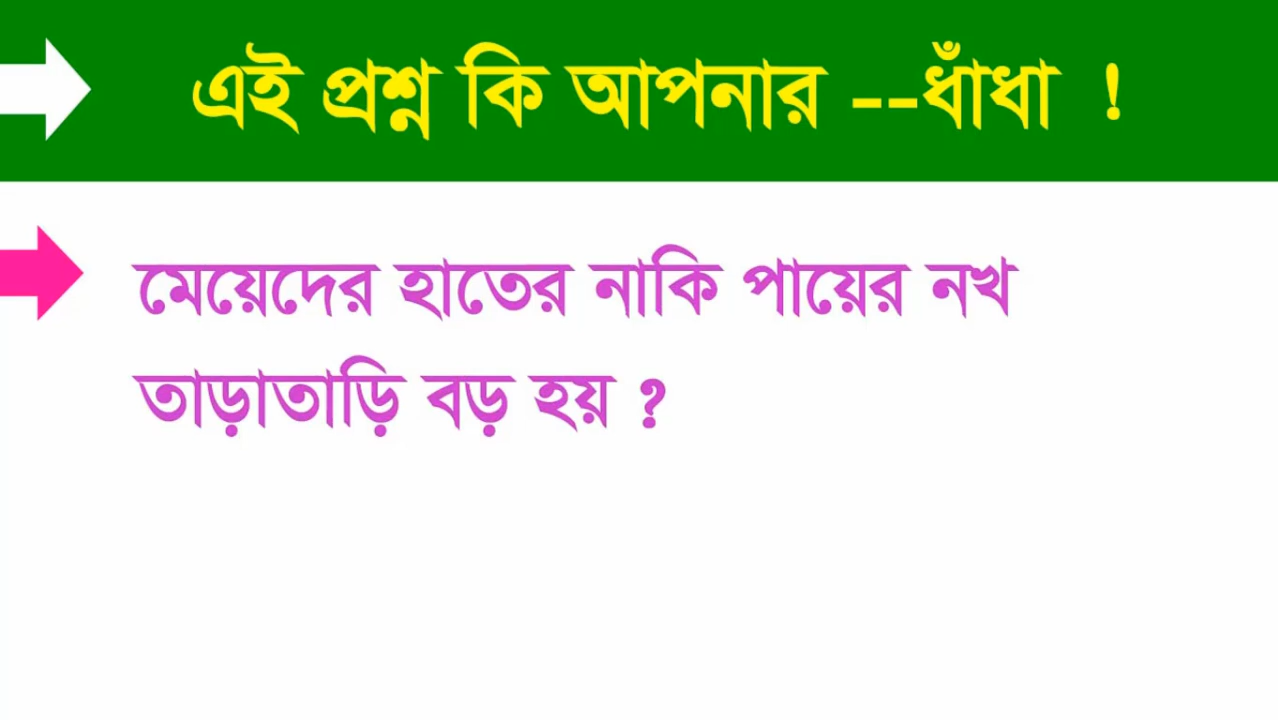 এই প্রশ্ন কি আপনার --ধাঁধা !
মেয়েদের হাতের নাকি পায়ের নখ
তাড়াতাড়ি বড় হয় ?